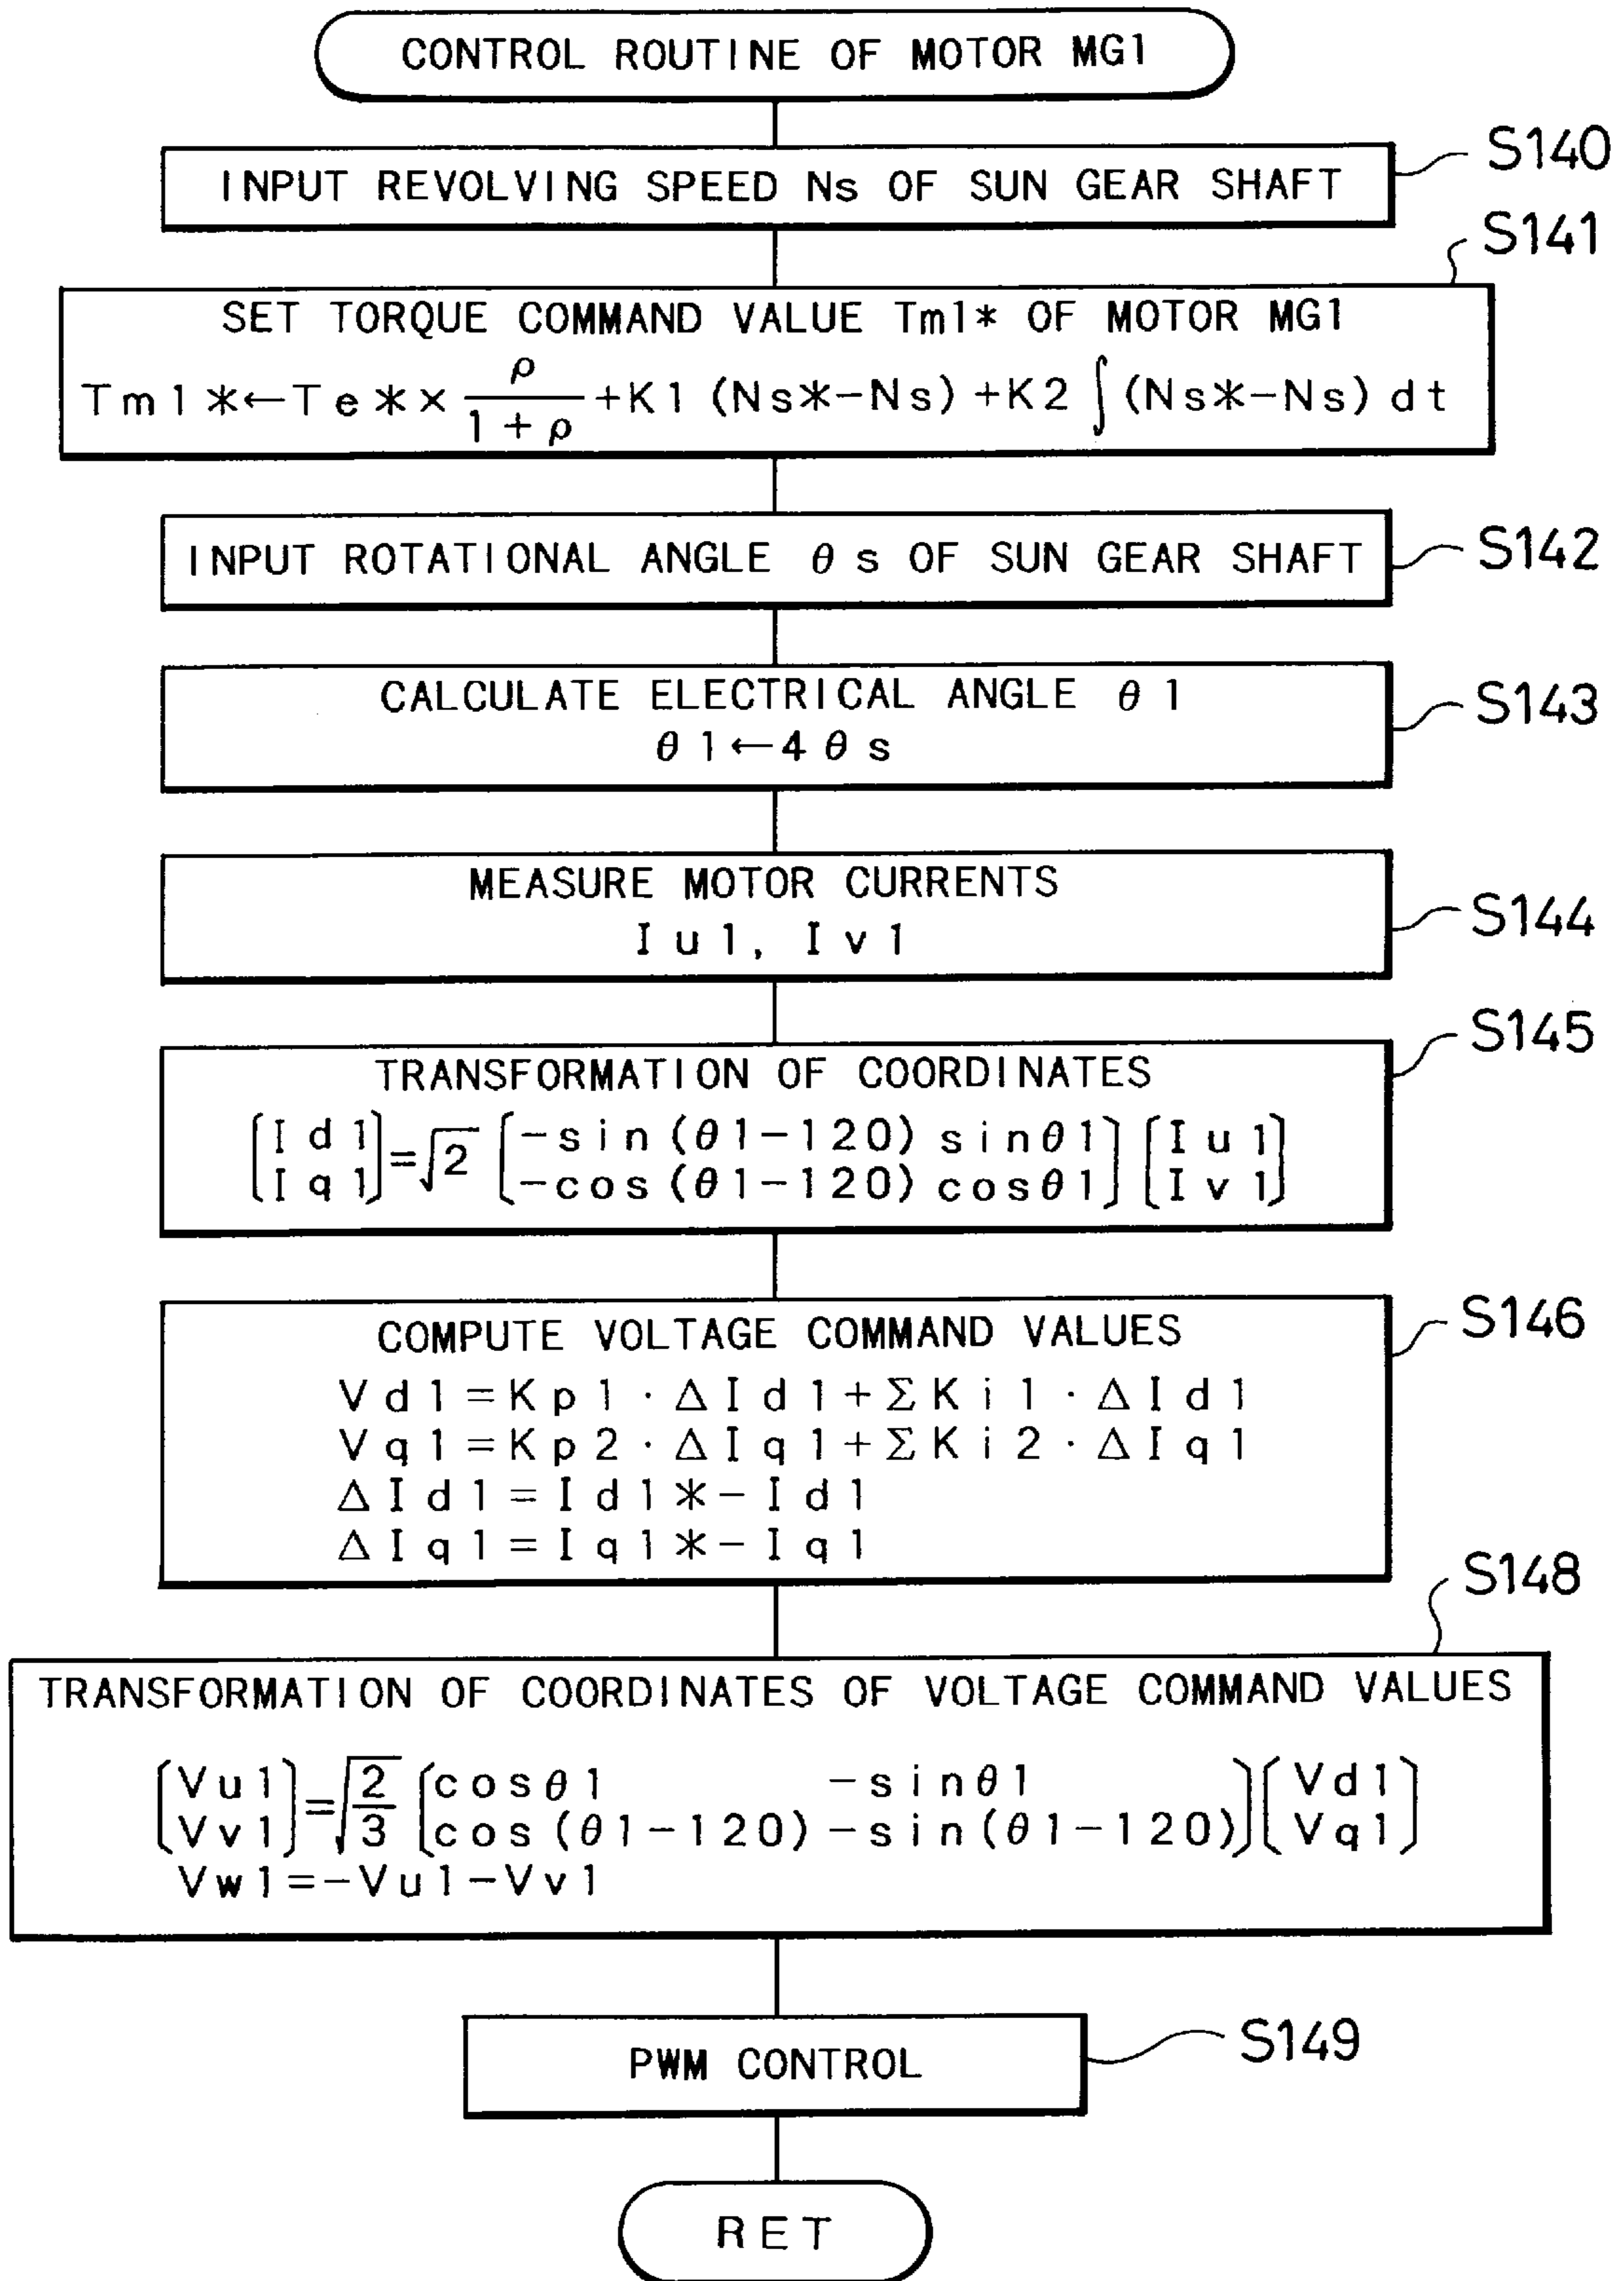 CONTROL ROUTINE OF MOTOR MG1
INPUT REVOLVING SPEED Ns OF SUN GEAR SHAFT
S140
S141
SET TORQUE COMMAND VALUE Tm1* OF MOTOR MG1
Tm1*←Te*×ρ/(1+ρ)+K1(Ns*-Ns)+K2∫(Ns*-Ns)dt
INPUT ROTATIONAL ANGLE θs OF SUN GEAR SHAFT
S142
CALCULATE ELECTRICAL ANGLE θ1
θ1←4θs
S143
MEASURE MOTOR CURRENTS
Iu1, Iv1
S144
S145
TRANSFORMATION OF COORDINATES
[Id1]=√2[-sin(θ1-120) sinθ1][Iu1]
[Iq1] [-cos(θ1-120) cosθ1][Iv1]
S146
COMPUTE VOLTAGE COMMAND VALUES
Vd1=Kp1·ΔId1+ΣKi1·ΔId1
Vq1=Kp2·ΔIq1+ΣKi2·ΔIq1
ΔId1=Id1*-Id1
ΔIq1=Iq1*-Iq1
S148
TRANSFORMATION OF COORDINATES OF VOLTAGE COMMAND VALUES
[Vu1]=√(2/3)[cosθ1 -sinθ1][Vd1]
[Vv1] [cos(θ1-120)-sin(θ1-120)][Vq1]
Vw1=-Vu1-Vv1
PWM CONTROL
S149
RET